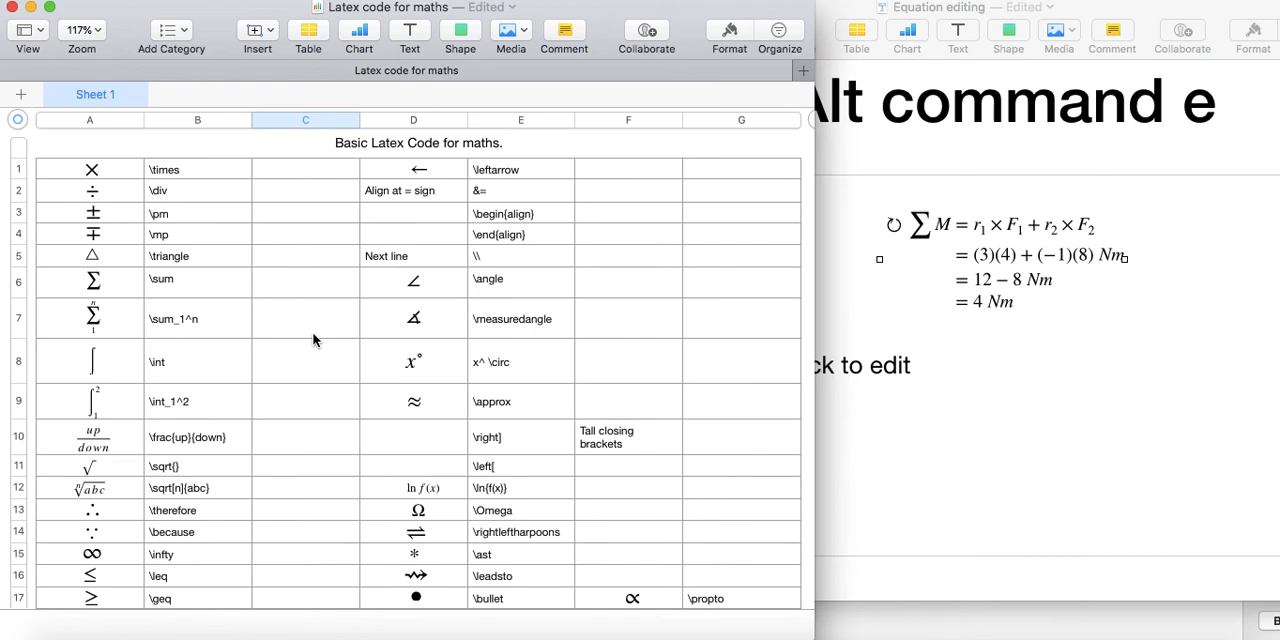 Latex code for maths — Edited
View
117%
Zoom
Add Category
Insert
Table
Chart
Text
Shape
Media
Comment
Collaborate
Format
Organize
Latex code for maths
+ Sheet 1
A B C D E F G
Basic Latex Code for maths.
1 × \times ← \leftarrow
2 ÷ \div Align at = sign &=
3 ± \pm \begin{align}
4 ∓ \mp \end{align}
5 △ \triangle Next line \\
6 ∑ \sum ∠ \angle
7 ∑_1^n \sum_1^n ∡ \measuredangle
8 ∫ \int x° x^ \circ
9 ∫_1^2 \int_1^2 ≈ \approx
10 up/down \frac{up}{down} \right] Tall closing
brackets
11 √ \sqrt{} \left[
12 ⁿ√abc \sqrt[n]{abc} ln f(x) \ln{f(x)}
13 ∴ \therefore Ω \Omega
14 ∵ \because ⇌ \rightleftharpoons
15 ∞ \infty * \ast
16 ≤ \leq ⇝ \leadsto
17 ≥ \geq • \bullet ∝ \propto
Equation editing — Edited
Table
Chart
Text
Shape
Media
Comment
Collaborate
Format
Alt command e
↻ ∑ M = r₁ × F₁ + r₂ × F₂
= (3)(4) + (−1)(8) Nm
= 12 − 8 Nm
= 4 Nm
ck to edit
B